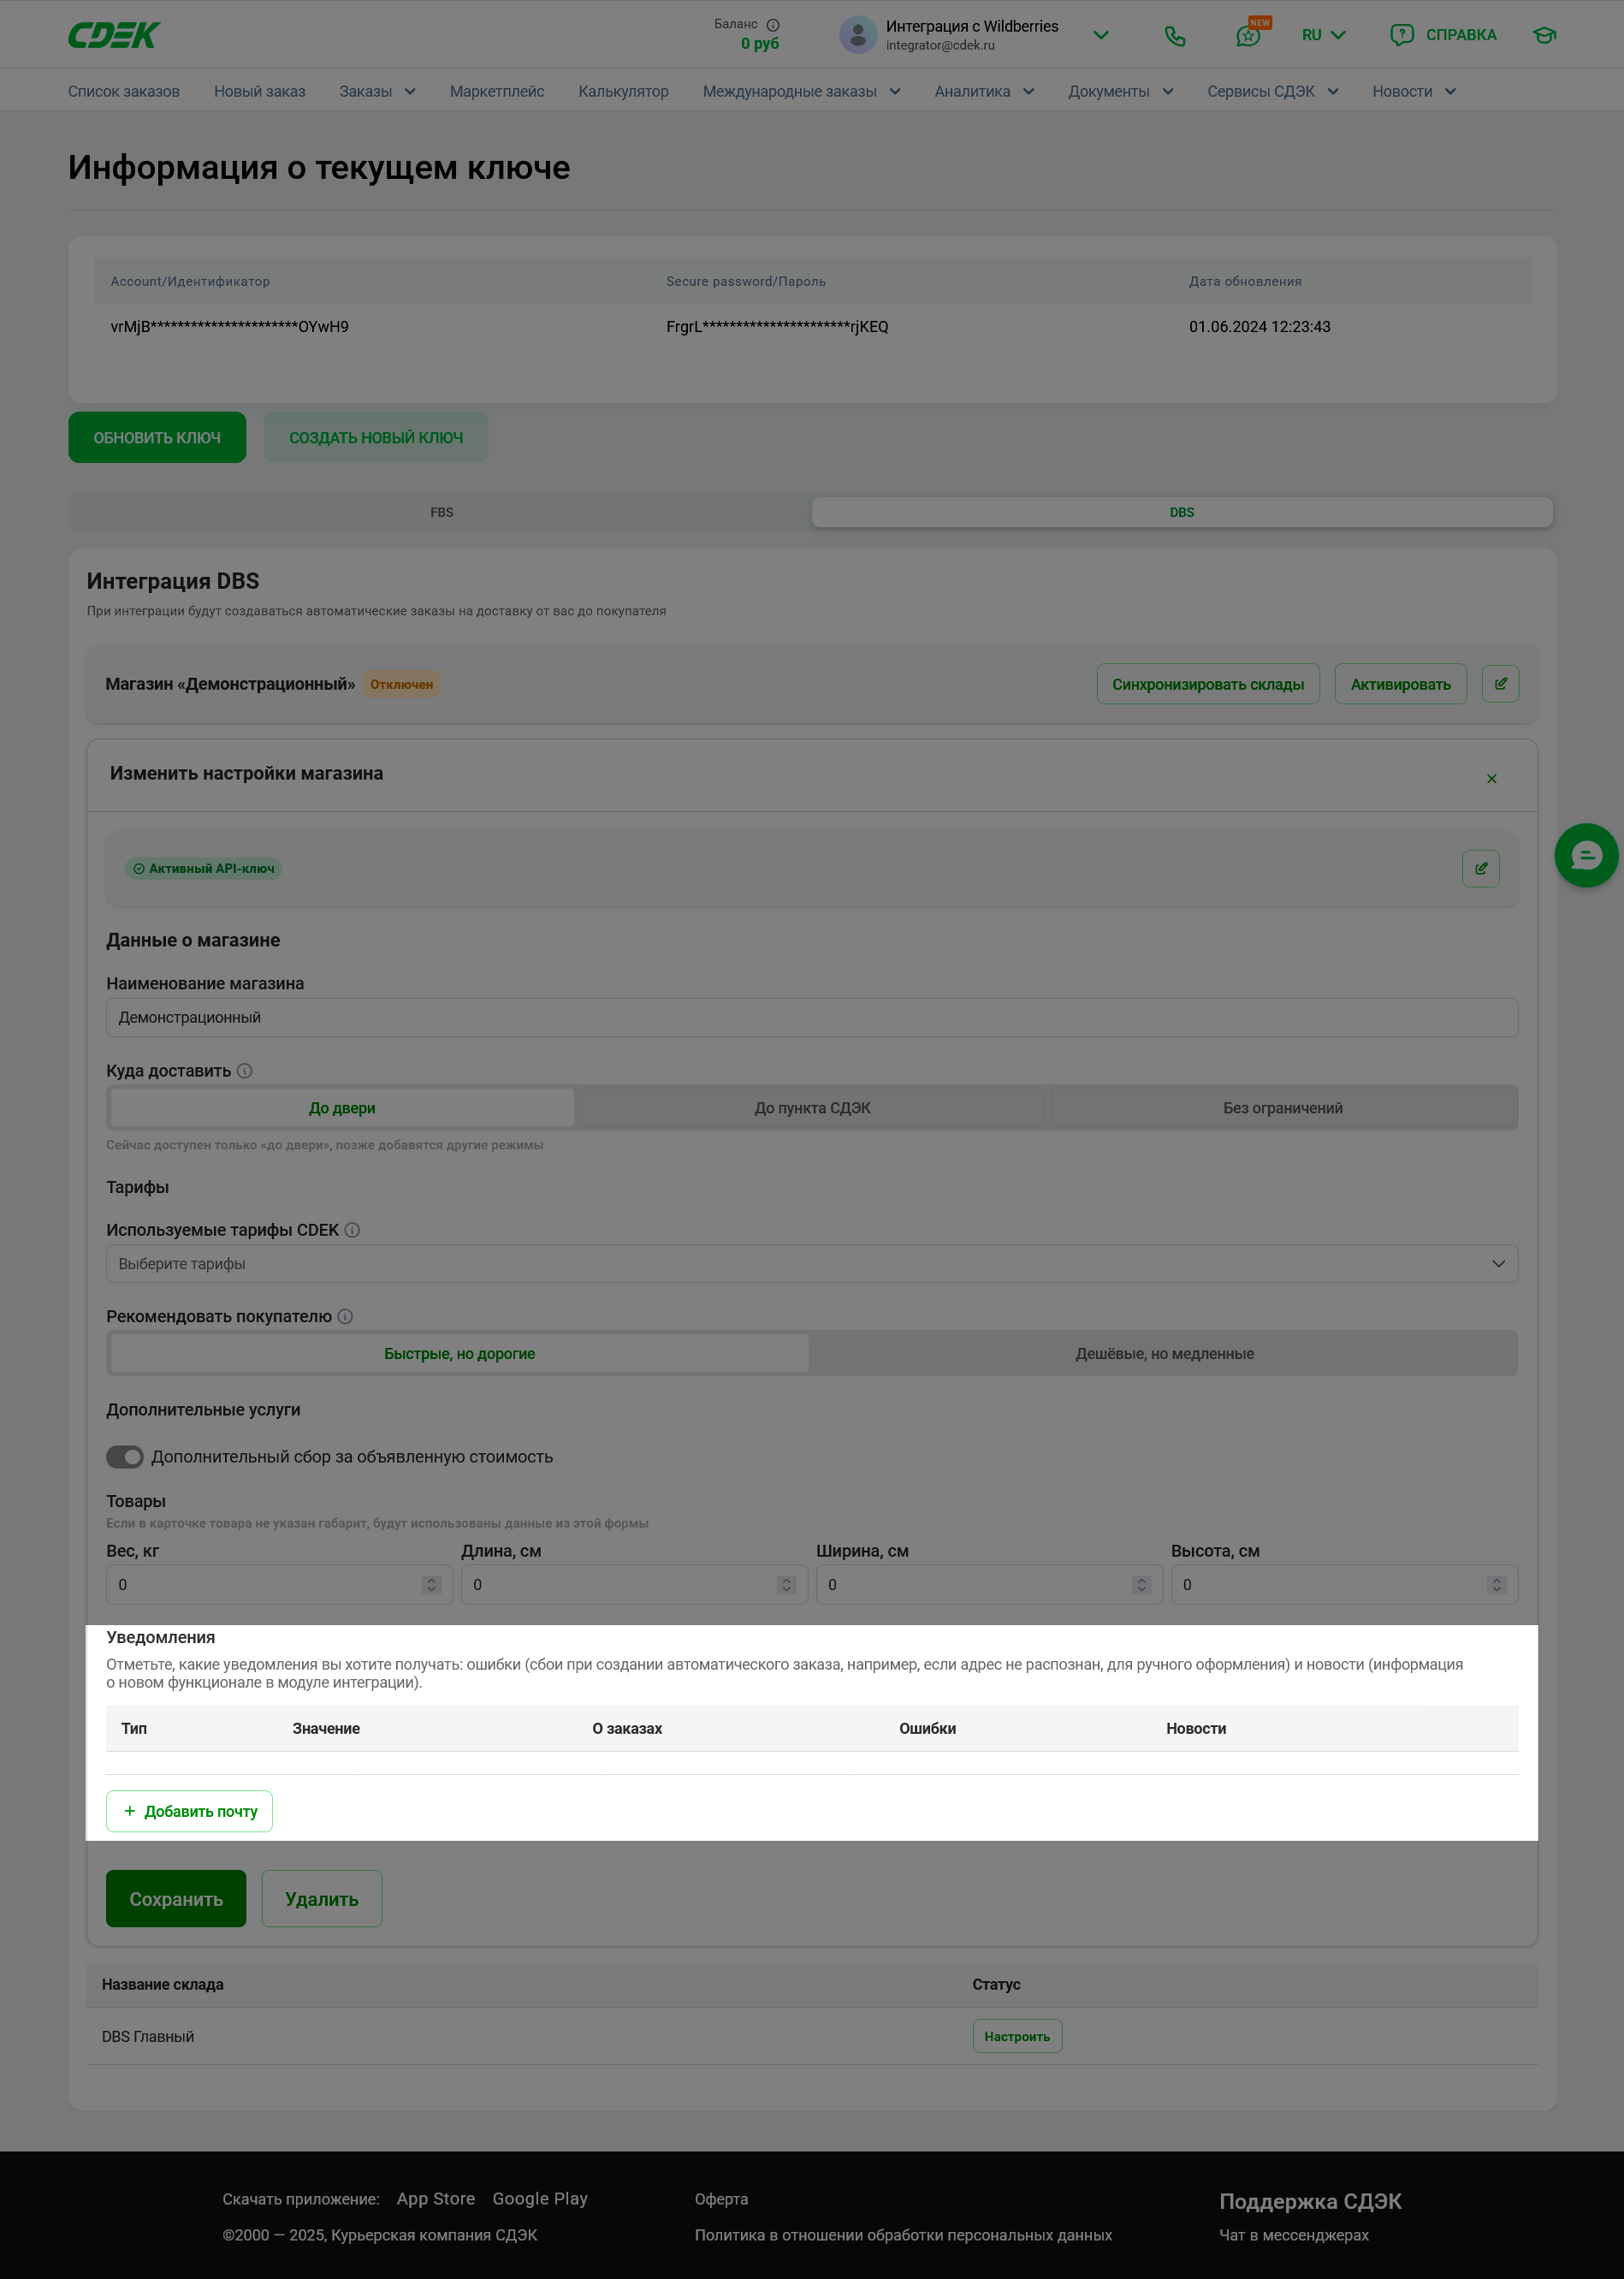 CDEK
Баланс
0 руб
Интеграция с Wildberries
integrator@cdek.ru
NEW
RU
СПРАВКА
Список заказов Новый заказ Заказы Маркетплейс Калькулятор Международные заказы Аналитика Документы Сервисы СДЭК Новости
Информация о текущем ключе
Account/Идентификатор Secure password/Пароль Дата обновления
vrMjB**********************OYwH9 FrgrL**********************rjKEQ 01.06.2024 12:23:43
ОБНОВИТЬ КЛЮЧ СОЗДАТЬ НОВЫЙ КЛЮЧ
FBS DBS
Интеграция DBS
При интеграции будут создаваться автоматические заказы на доставку от вас до покупателя
Магазин «Демонстрационный» Отключен Синхронизировать склады Активировать
Изменить настройки магазина
Активный API-ключ
Данные о магазине
Наименование магазина
Демонстрационный
Куда доставить
До двери До пункта СДЭК Без ограничений
Сейчас доступен только «до двери», позже добавятся другие режимы
Тарифы
Используемые тарифы CDEK
Выберите тарифы
Рекомендовать покупателю
Быстрые, но дорогие Дешёвые, но медленные
Дополнительные услуги
Дополнительный сбор за объявленную стоимость
Товары
Если в карточке товара не указан габарит, будут использованы данные из этой формы
Вес, кг Длина, см Ширина, см Высота, см
0 0 0 0
Уведомления
Отметьте, какие уведомления вы хотите получать: ошибки (сбои при создании автоматического заказа, например, если адрес не распознан, для ручного оформления) и новости (информация
о новом функционале в модуле интеграции).
Тип Значение О заказах Ошибки Новости
+ Добавить почту
Сохранить Удалить
Название склада Статус
DBS Главный Настроить
Скачать приложение: App Store Google Play Оферта Поддержка СДЭК
©2000 — 2025, Курьерская компания СДЭК Политика в отношении обработки персональных данных Чат в мессенджерах